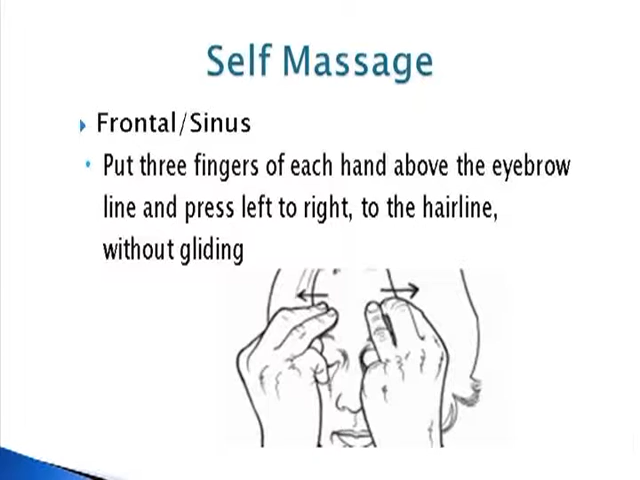 Self Massage
Frontal/Sinus
Put three fingers of each hand above the eyebrow
line and press left to right, to the hairline,
without gliding